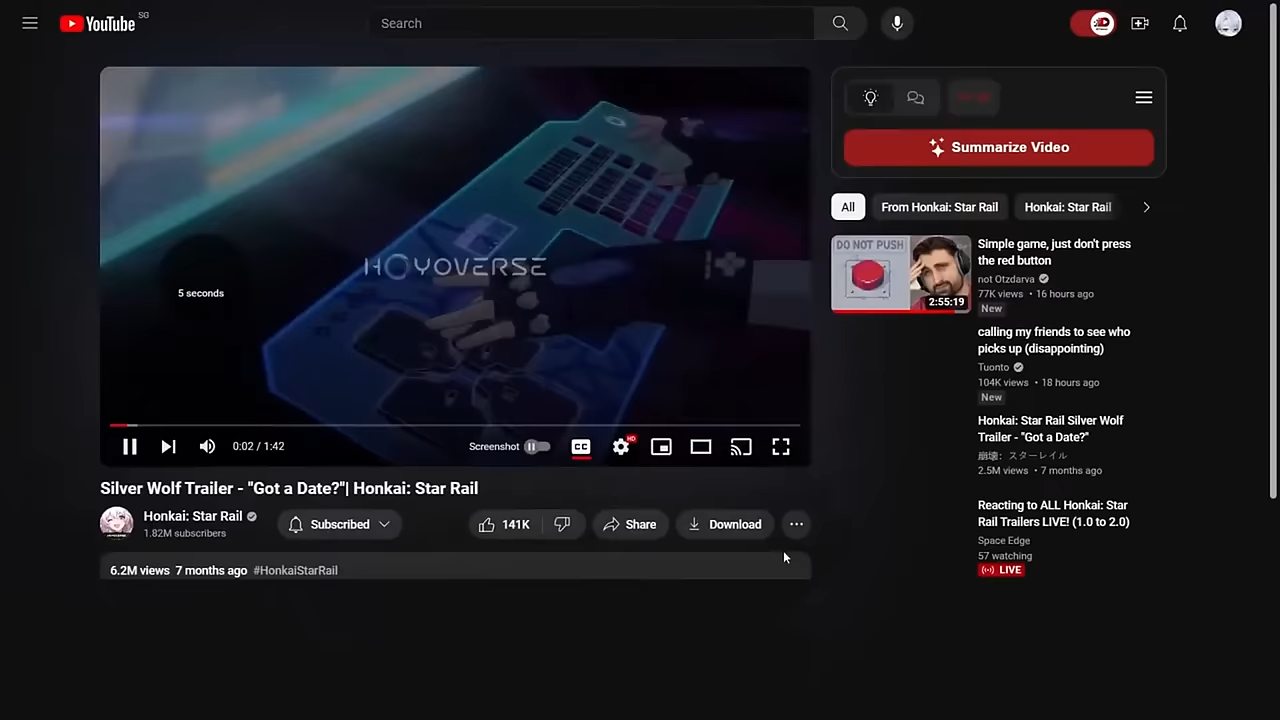 YouTube SG
Search
Summarize Video
All
From Honkai: Star Rail
Honkai: Star Rail
HOYOVERSE
5 seconds
0:02 / 1:42
Screenshot
CC
HD
Silver Wolf Trailer - "Got a Date?"| Honkai: Star Rail
Honkai: Star Rail
1.82M subscribers
Subscribed
141K
Share
Download
6.2M views 7 months ago #HonkaiStarRail
DO NOT PUSH
2:55:19
Simple game, just don't press
the red button
not Otzdarva
77K views • 16 hours ago
New
calling my friends to see who
picks up (disappointing)
Tuonto
104K views • 18 hours ago
New
Honkai: Star Rail Silver Wolf
Trailer - "Got a Date?"
崩壊：スターレイル
2.5M views • 7 months ago
Reacting to ALL Honkai: Star
Rail Trailers LIVE! (1.0 to 2.0)
Space Edge
57 watching
LIVE